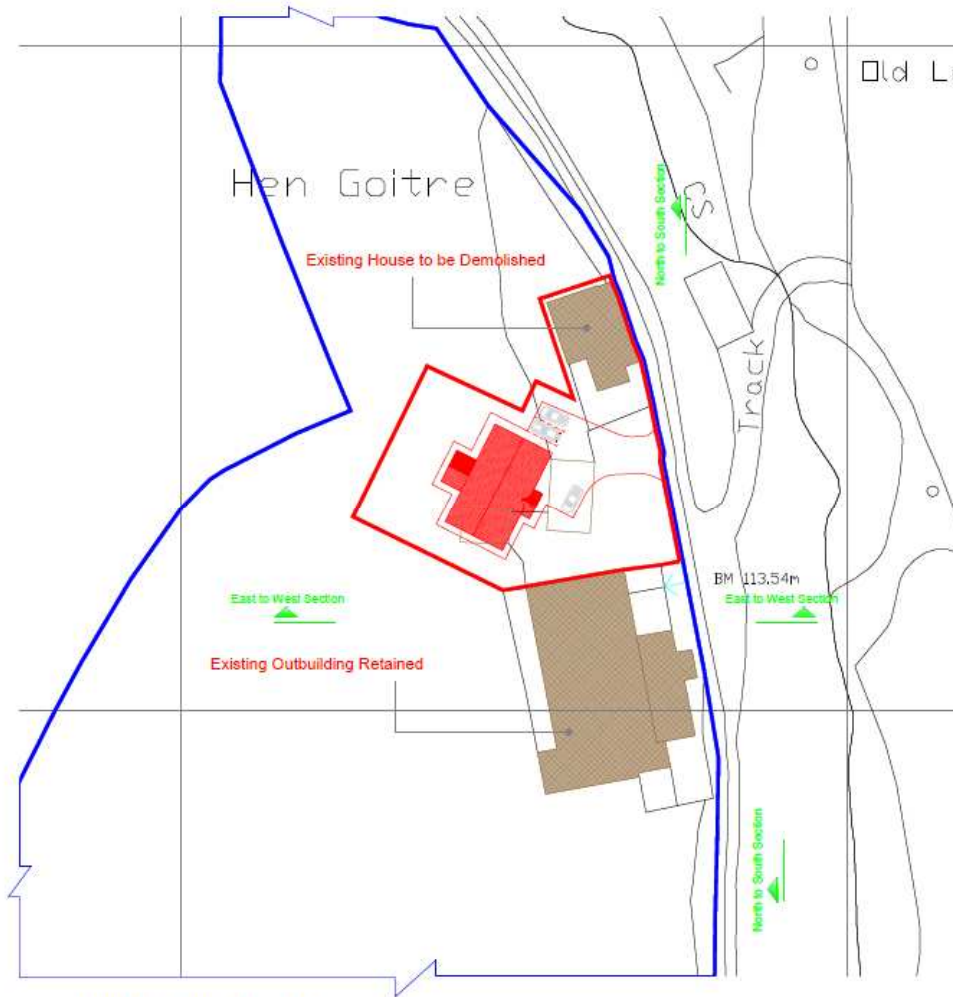 Old L
Hen Goitre
CS
North to South Section
Existing House to be Demolished
Track
BM 113.54m
East to West Section
East to West Section
Existing Outbuilding Retained
North to South Section